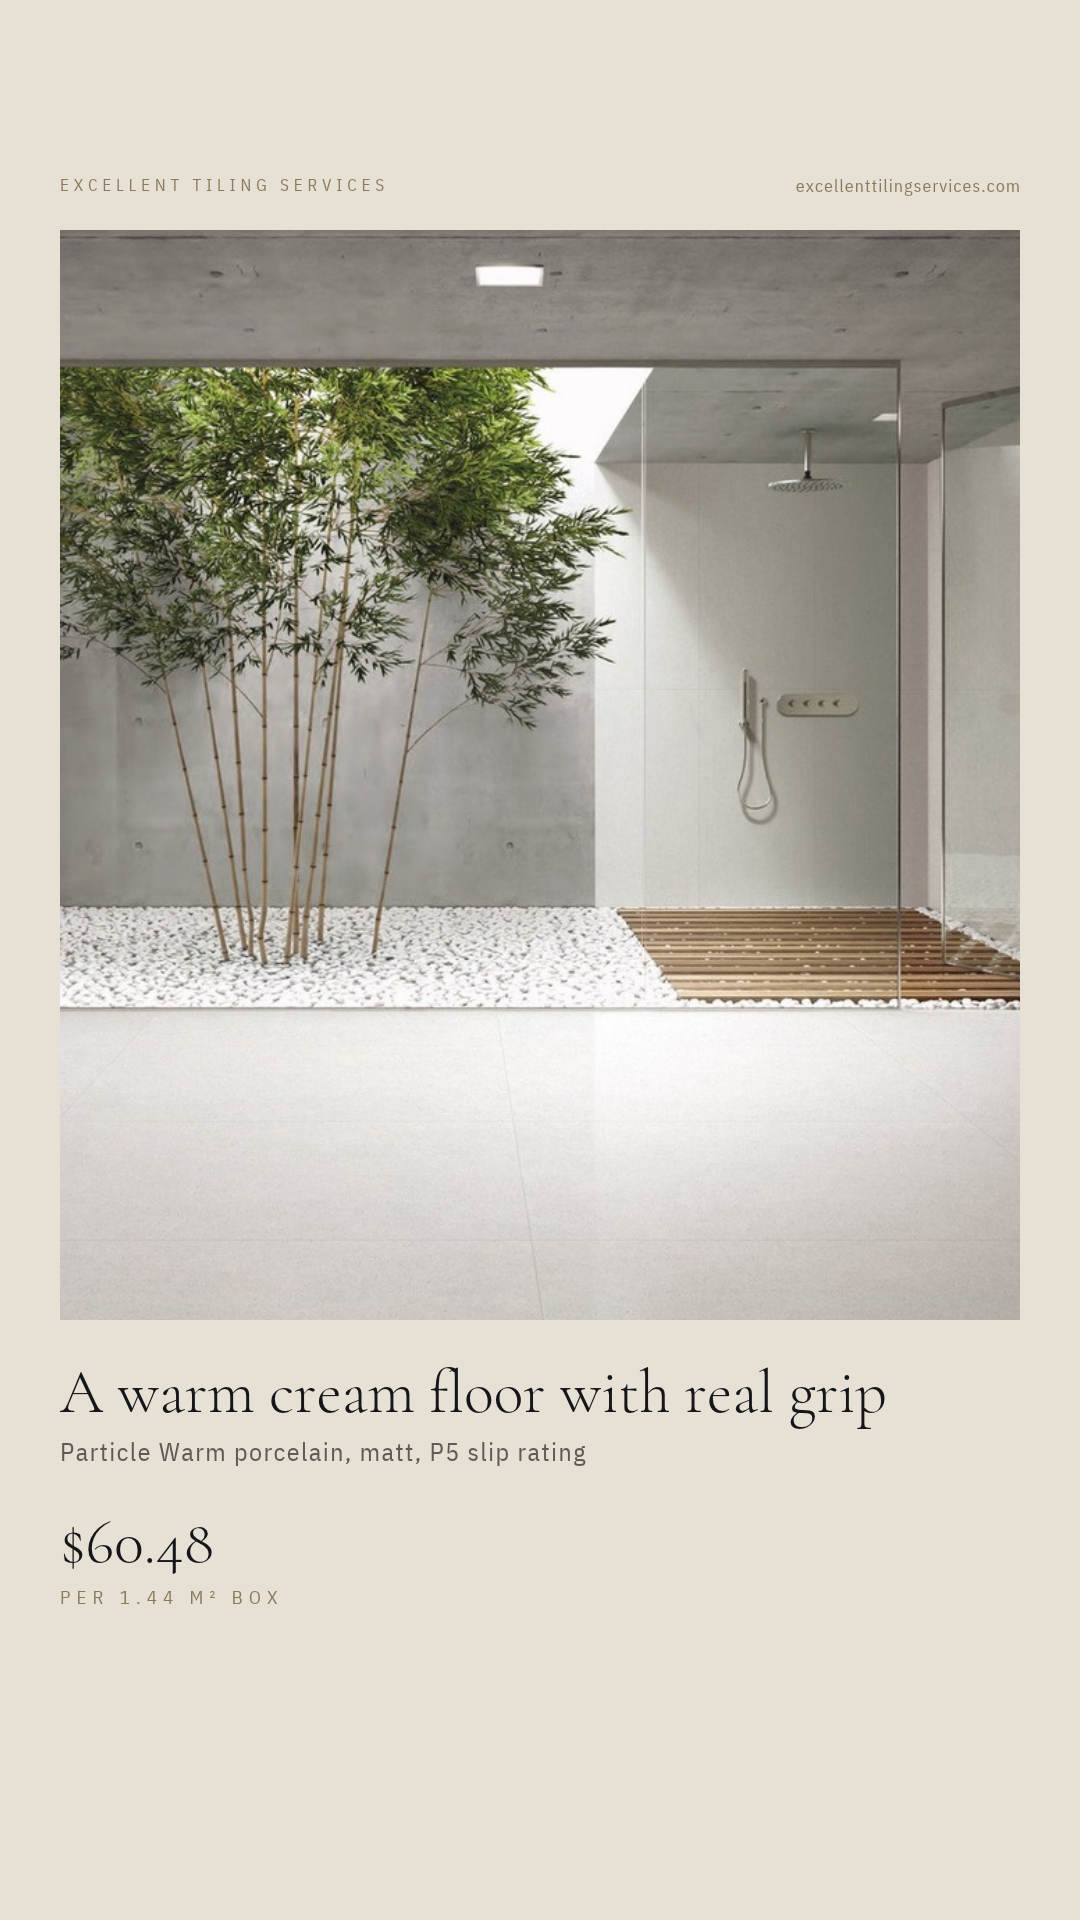 EXCELLENT TILING SERVICES
excellenttilingservices.com
A warm cream floor with real grip
Particle Warm porcelain, matt, P5 slip rating
$60.48
PER 1.44 M² BOX